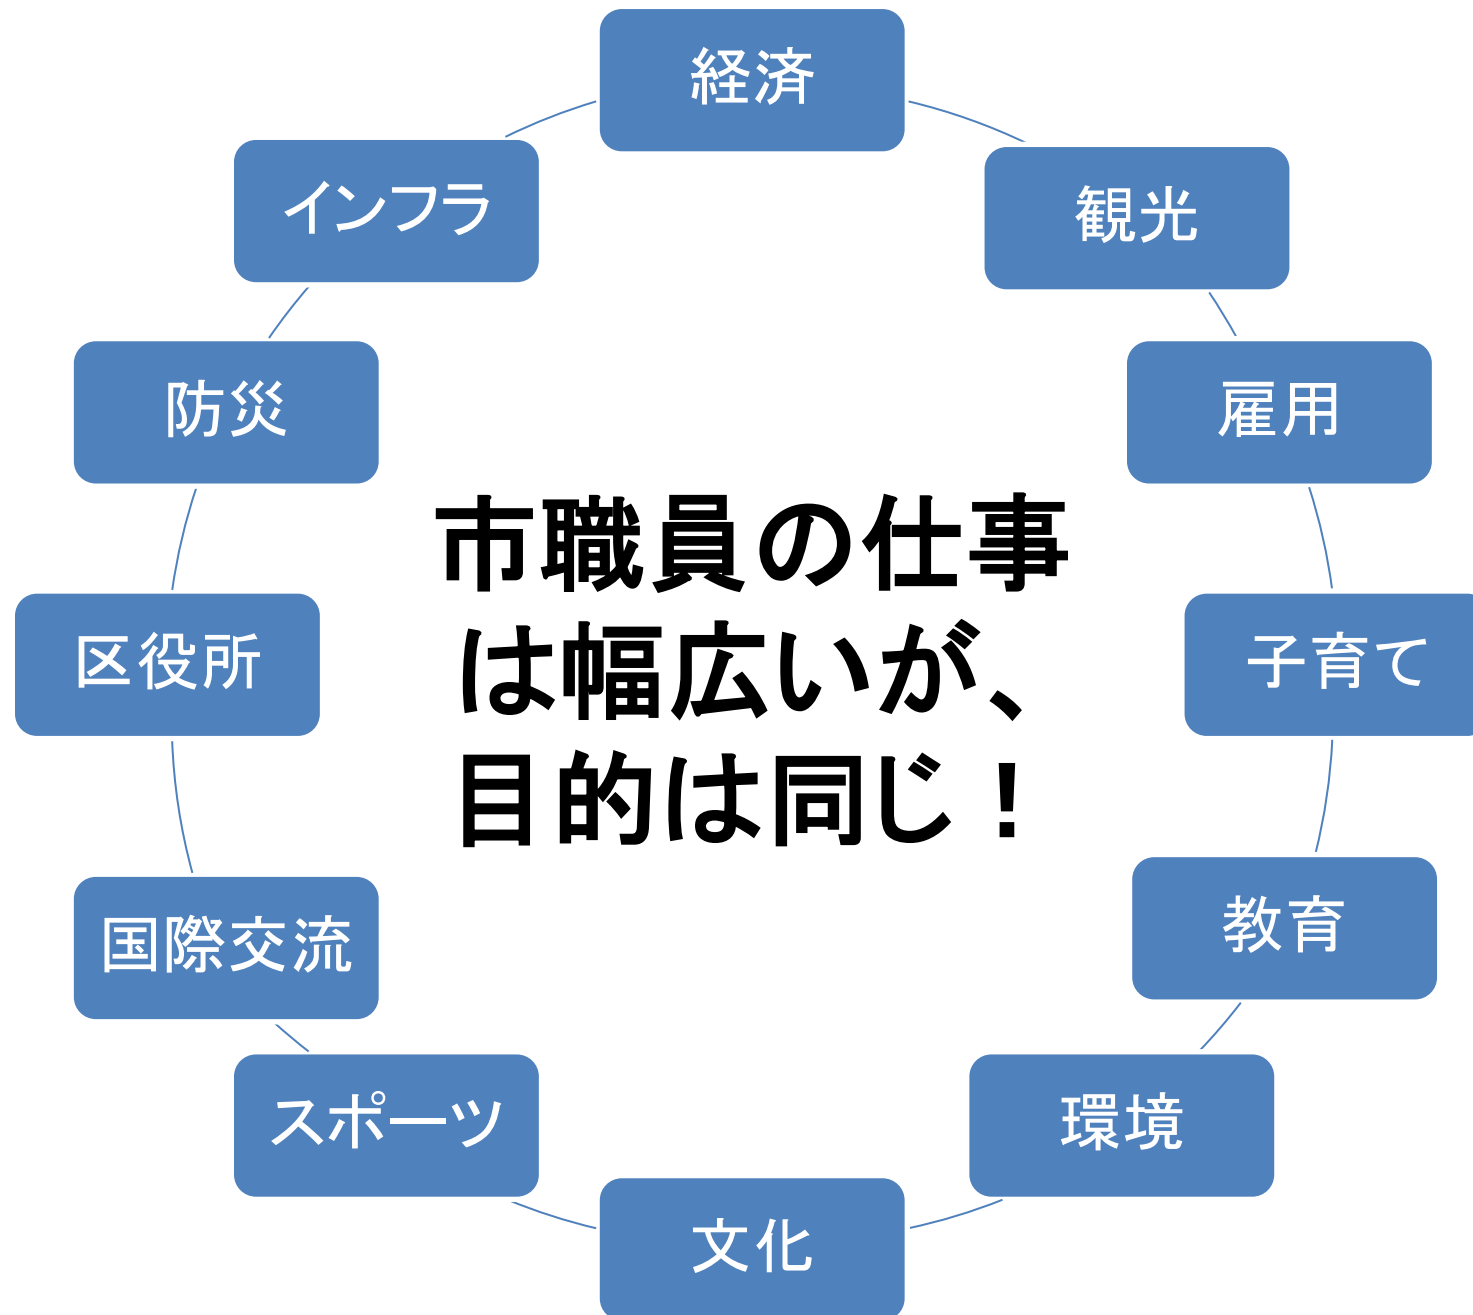 経済
観光
雇用
子育て
教育
環境
文化
スポーツ
国際交流
区役所
防災
インフラ
市職員の仕事
は幅広いが、
目的は同じ！